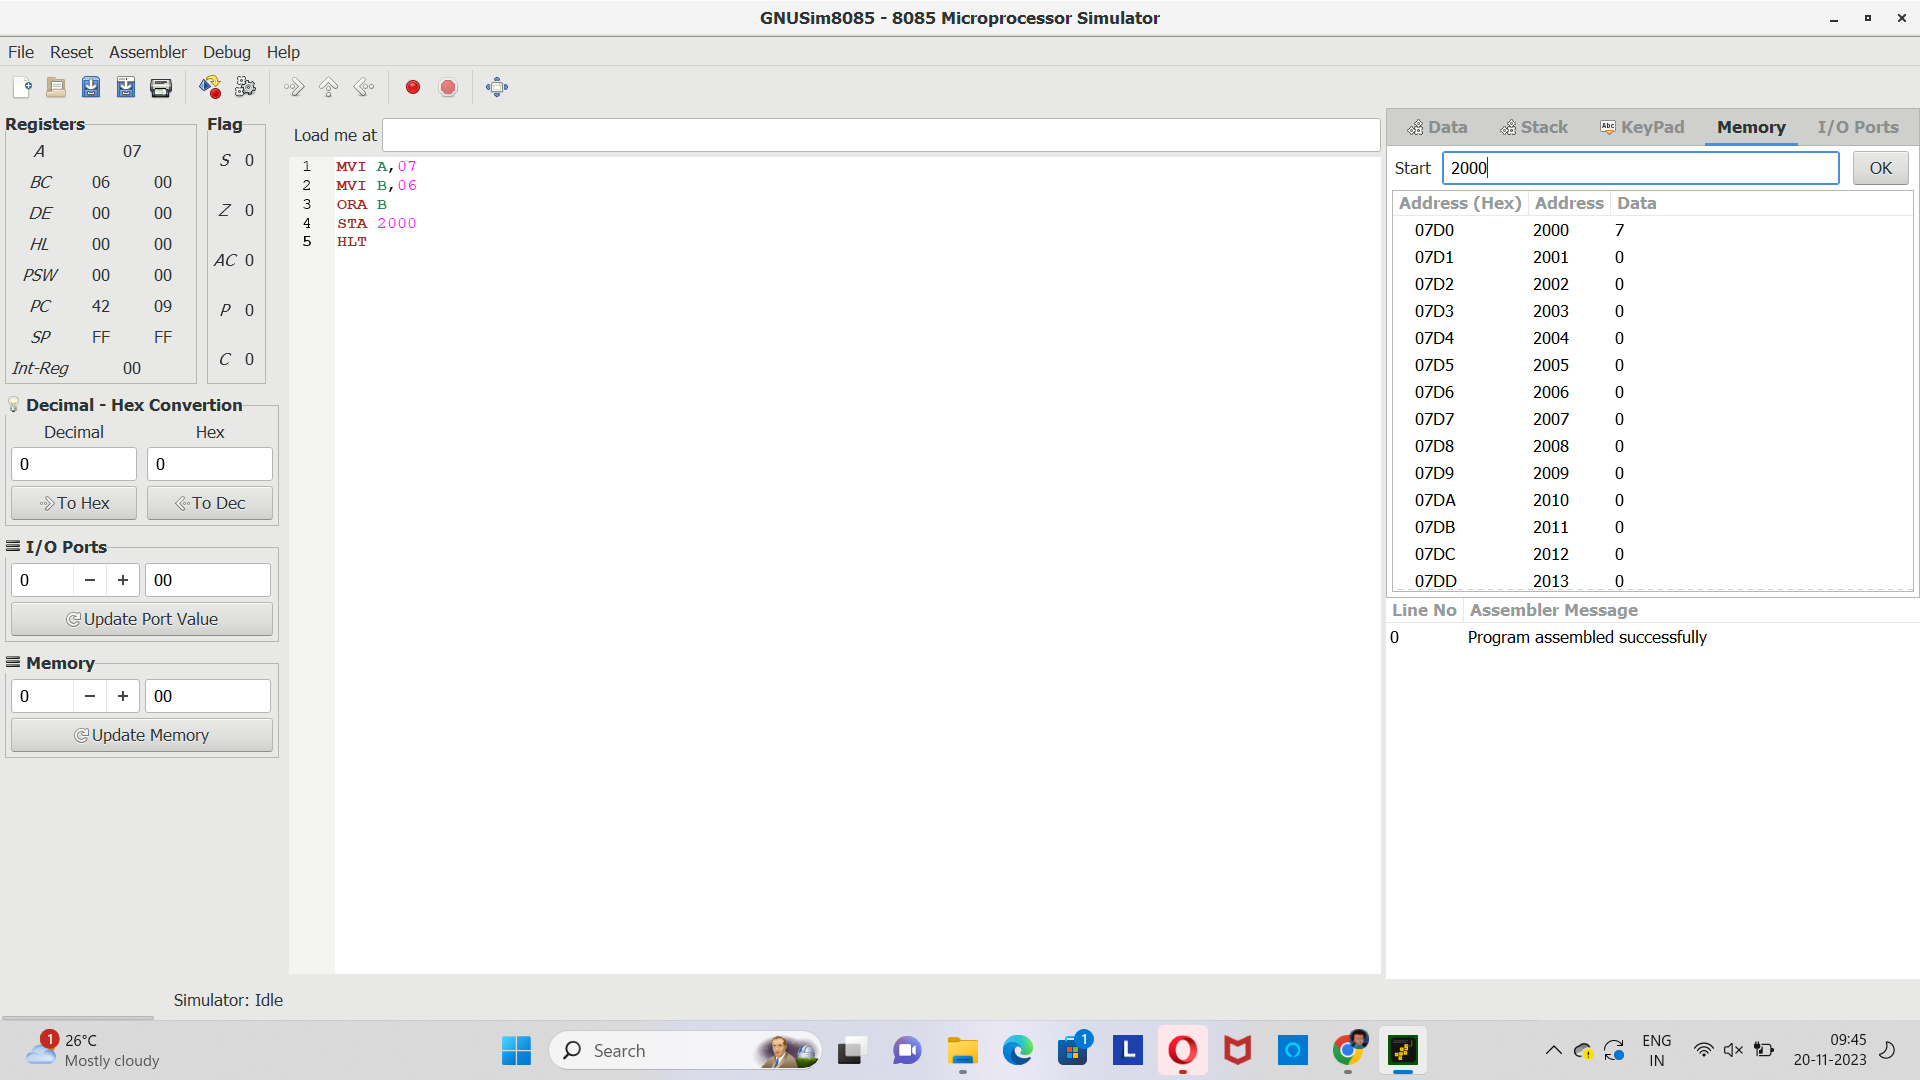 GNUSim8085 - 8085 Microprocessor Simulator
File Reset Assembler Debug Help
Registers
A 07
BC 06 00
DE 00 00
HL 00 00
PSW 00 00
PC 42 09
SP FF FF
Int-Reg 00
Flag
S 0
Z 0
AC 0
P 0
C 0
Decimal - Hex Convertion
Decimal Hex
0 0
To Hex To Dec
I/O Ports
0 − + 00
Update Port Value
Memory
0 − + 00
Update Memory
Load me at
1 MVI A,07
2 MVI B,06
3 ORA B
4 STA 2000
5 HLT
Data Stack Abc KeyPad Memory I/O Ports
Start 2000 OK
Address (Hex) Address Data
07D0 2000 7
07D1 2001 0
07D2 2002 0
07D3 2003 0
07D4 2004 0
07D5 2005 0
07D6 2006 0
07D7 2007 0
07D8 2008 0
07D9 2009 0
07DA 2010 0
07DB 2011 0
07DC 2012 0
07DD 2013 0
Line No Assembler Message
0 Program assembled successfully
Simulator: Idle
1 26°C
Mostly cloudy
Search
1
L
ENG
IN
09:45
20-11-2023